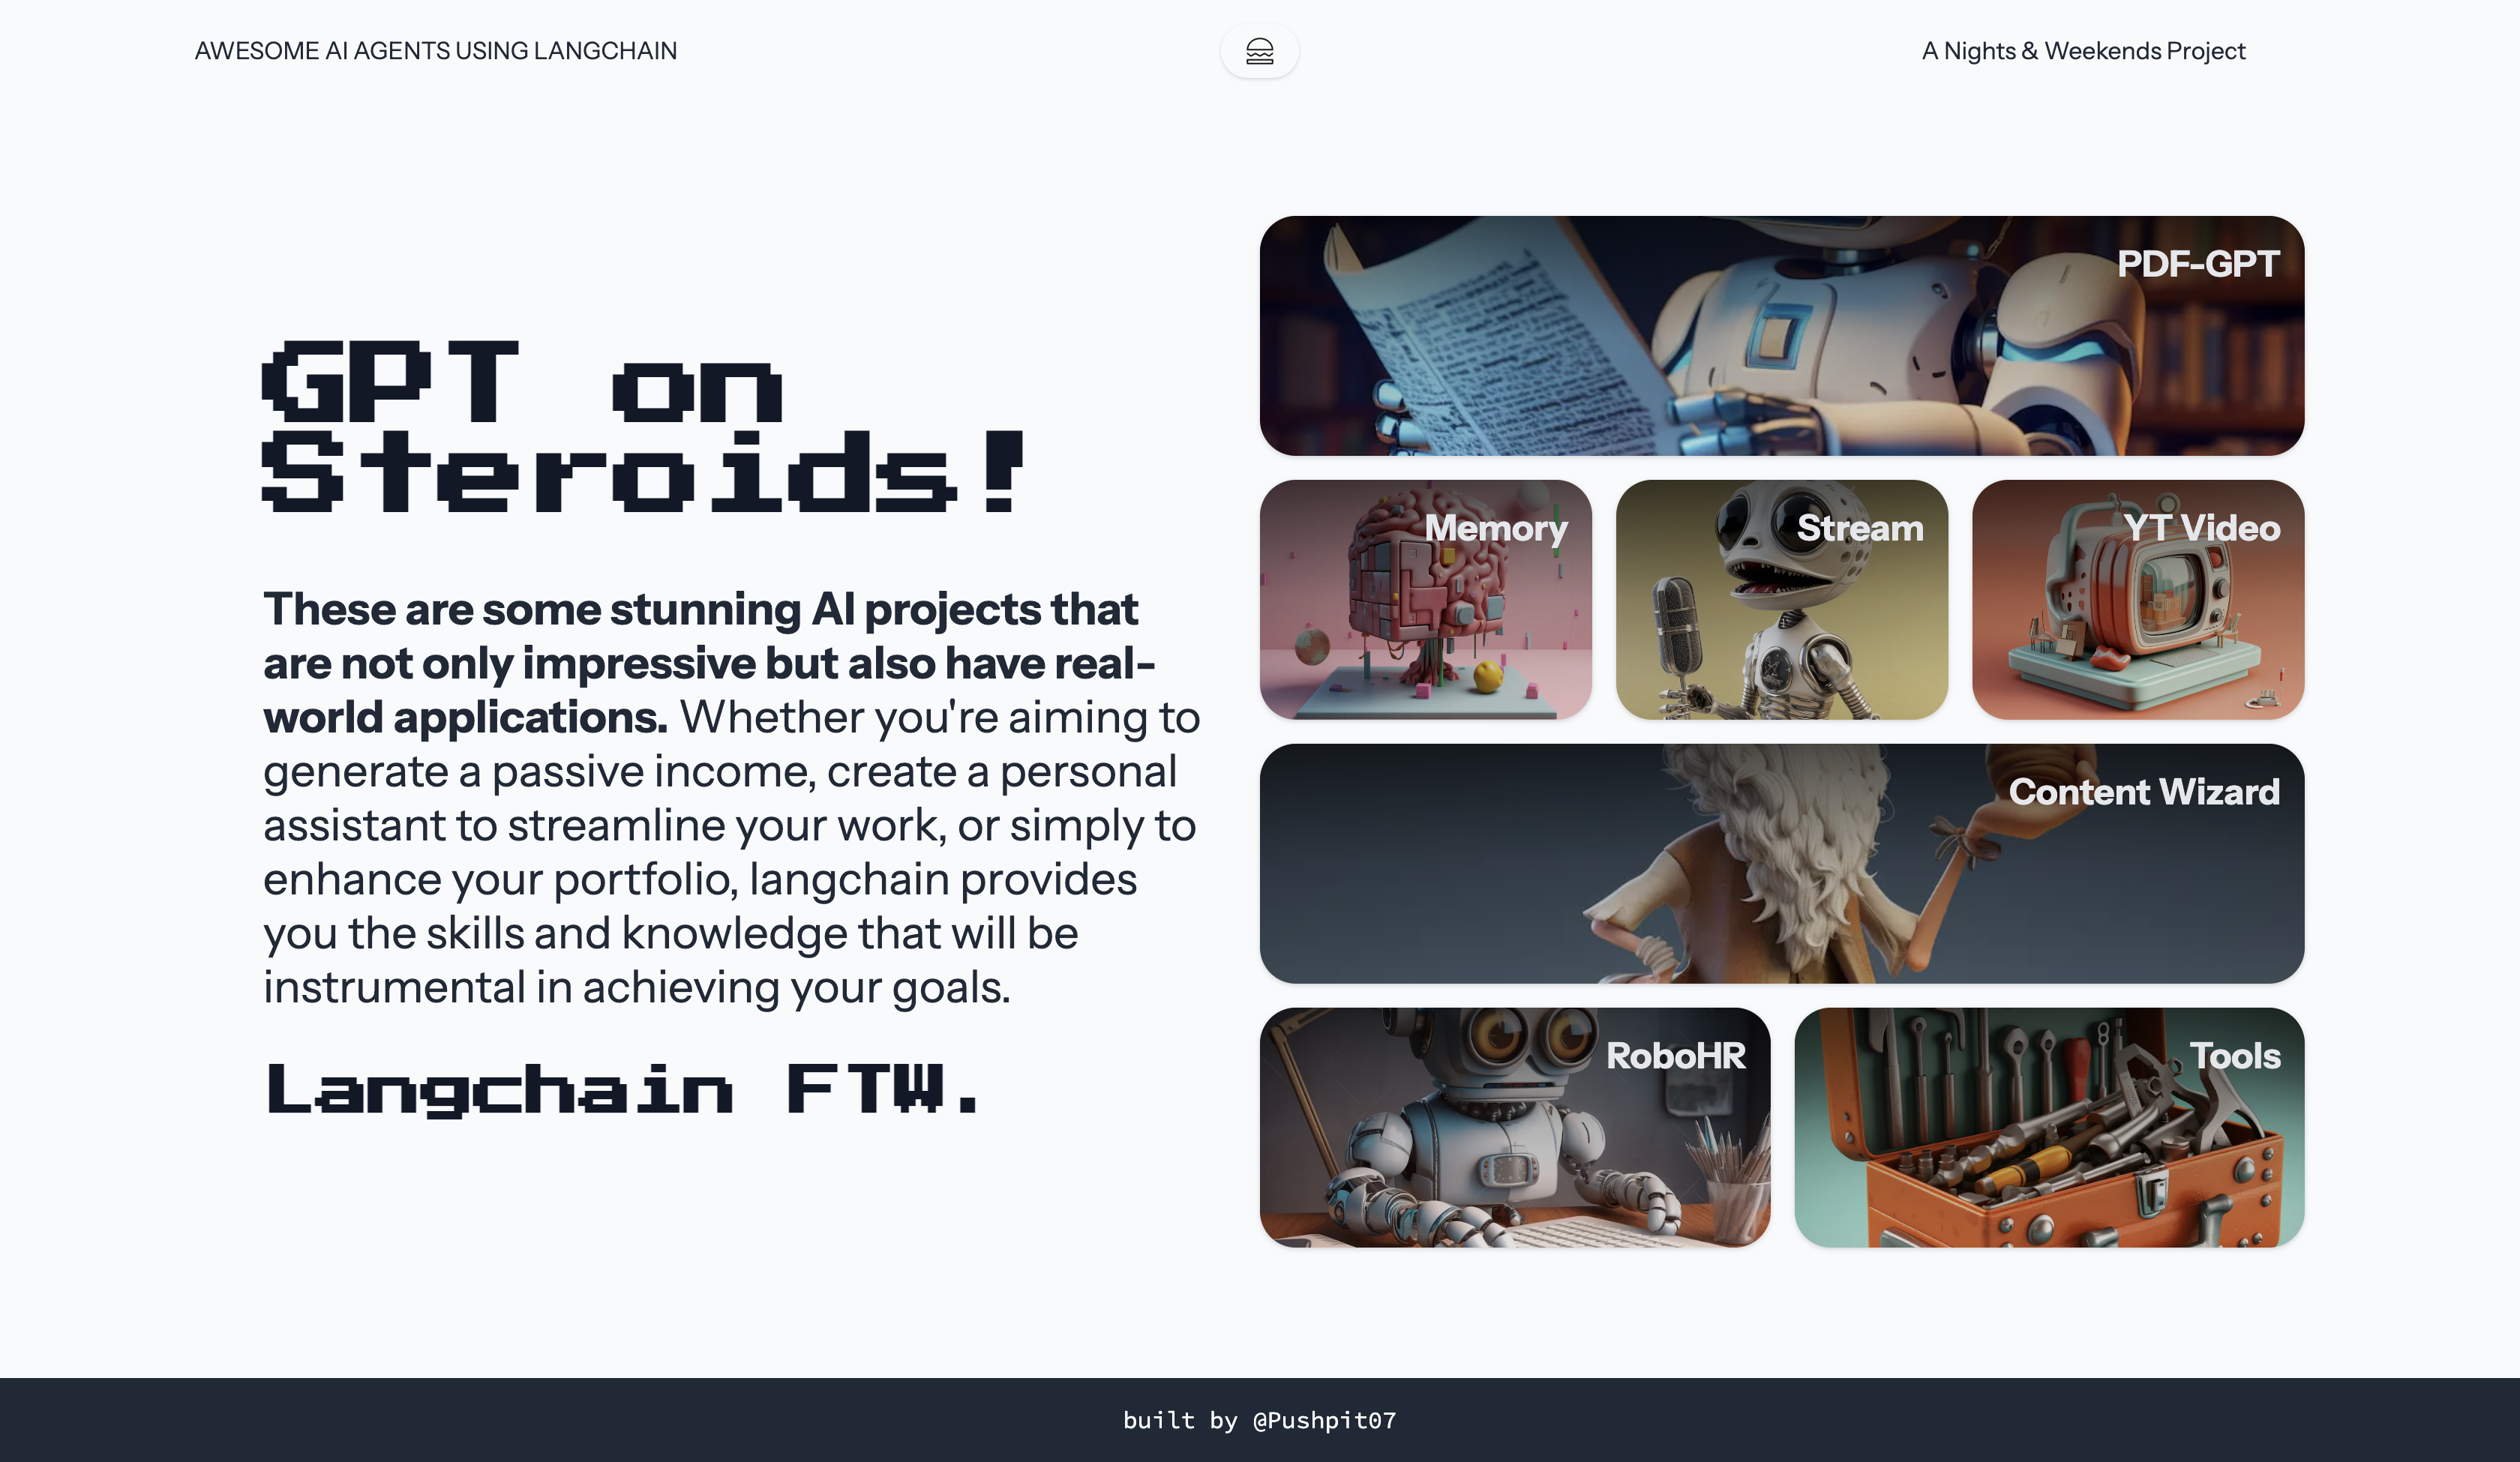 AWESOME AI AGENTS USING LANGCHAIN
A Nights & Weekends Project
GPT on
Steroids!
These are some stunning AI projects that
are not only impressive but also have real-
world applications. Whether you're aiming to
generate a passive income, create a personal
assistant to streamline your work, or simply to
enhance your portfolio, langchain provides
you the skills and knowledge that will be
instrumental in achieving your goals.
Langchain FTW.
PDF-GPT
Memory
Stream
YT Video
Content Wizard
RoboHR
Tools
built by @Pushpit07